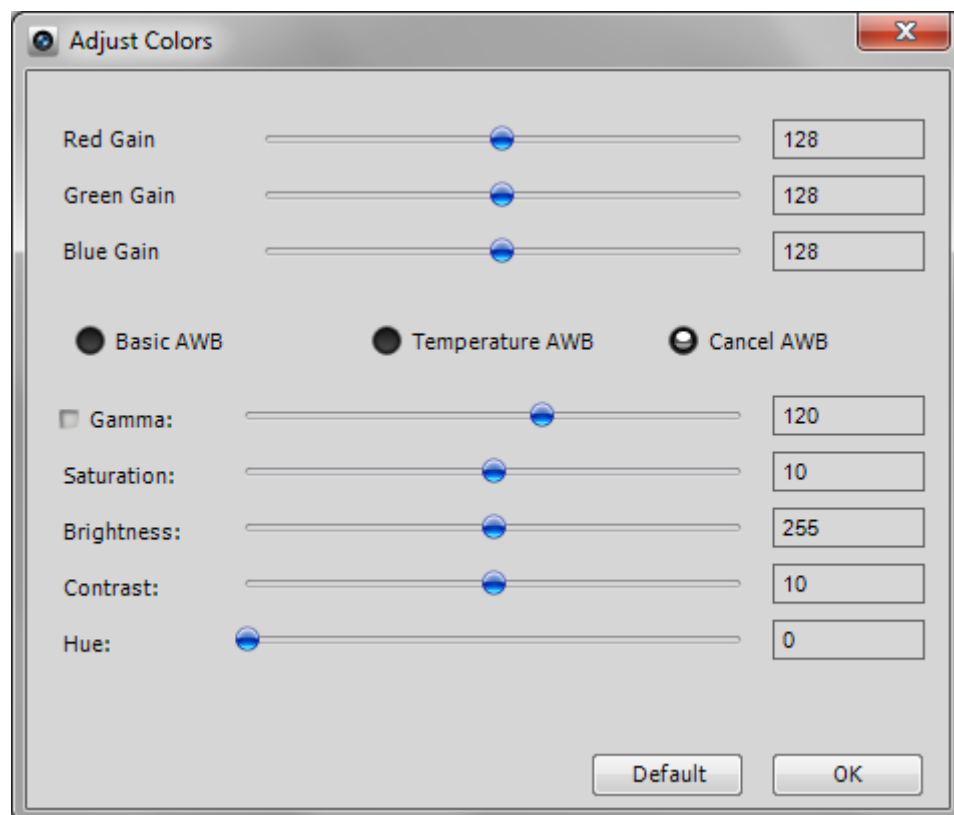 Adjust Colors
Red Gain 128
Green Gain 128
Blue Gain 128
Basic AWB Temperature AWB Cancel AWB
Gamma: 120
Saturation: 10
Brightness: 255
Contrast: 10
Hue: 0
Default OK